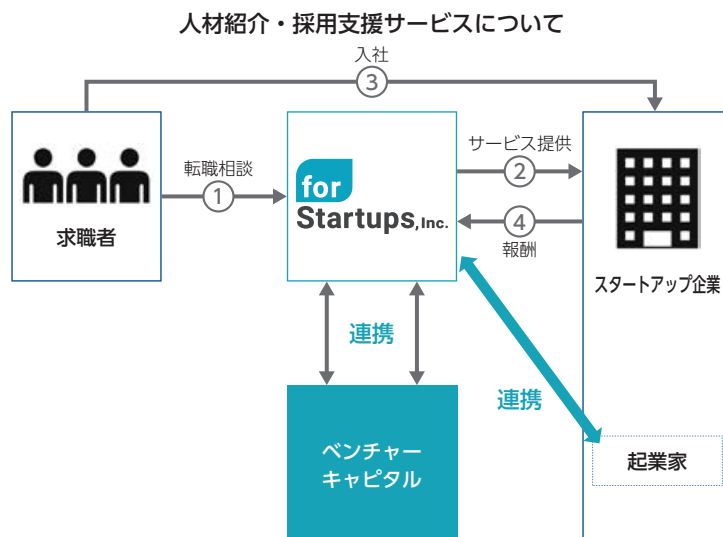 人材紹介・採用支援サービスについて
入社
③
転職相談
①
サービス提供
②
for
Startups, Inc.
④
報酬
求職者
スタートアップ企業
連携
連携
ベンチャー
キャピタル
起業家